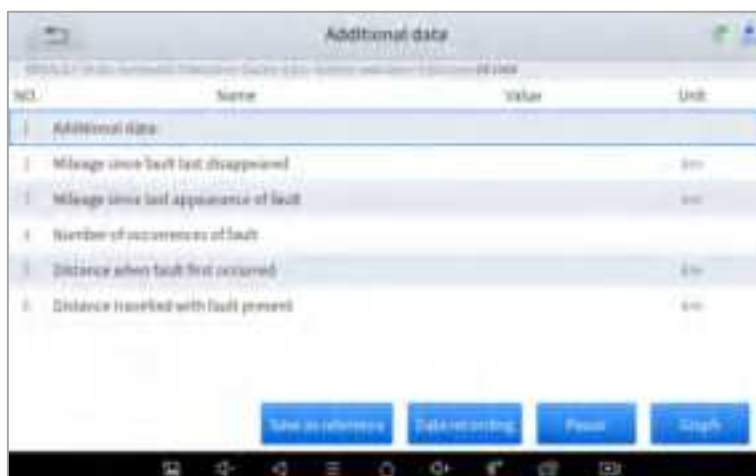 Additional data
NO. Name Value Unit
1 Additional data
2 Mileage since fault last disappeared km
3 Mileage since last appearance of fault km
4 Number of occurrences of fault
5 Distance when fault first occurred km
6 Distance travelled with fault present km
Save as reference Data recording Pause Graph